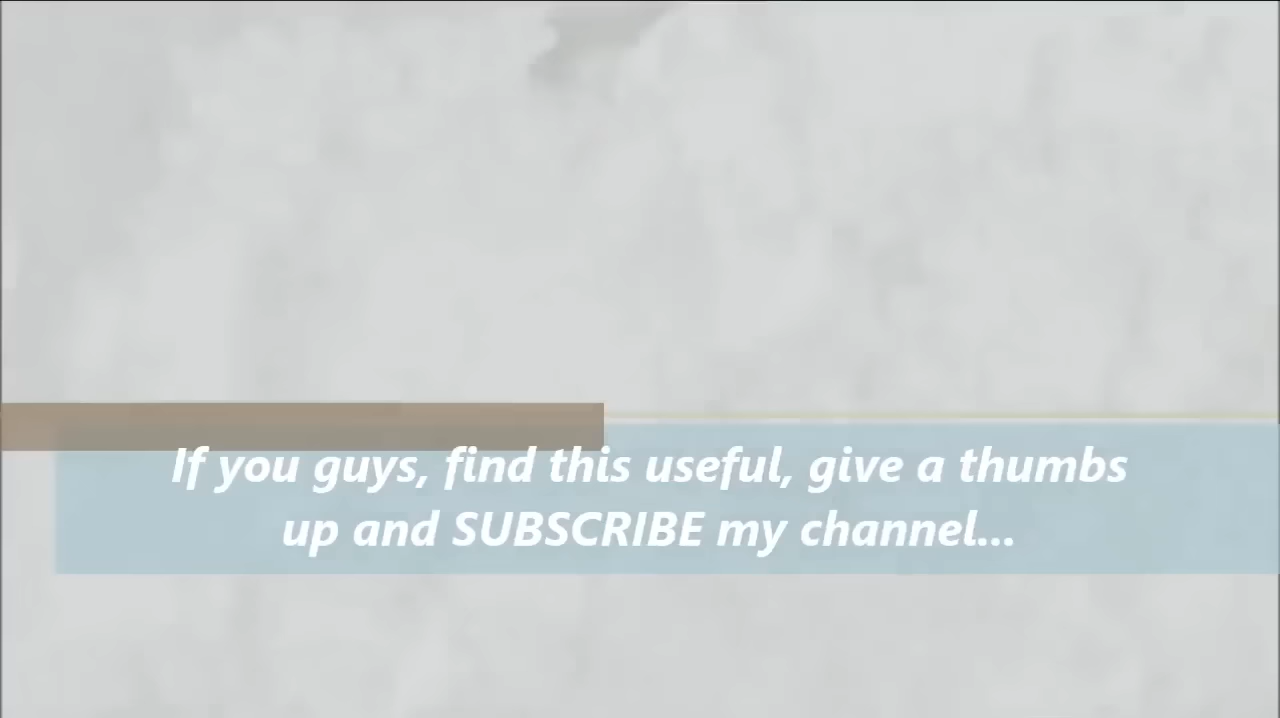 If you guys, find this useful, give a thumbs
up and SUBSCRIBE my channel...